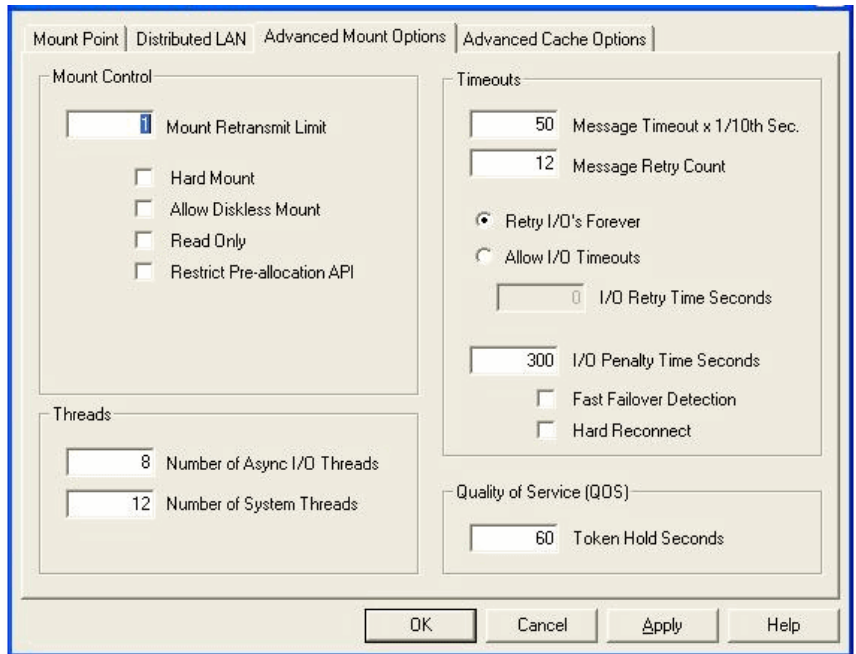 Mount Point
Distributed LAN
Advanced Mount Options
Advanced Cache Options
Mount Control
1 Mount Retransmit Limit
Hard Mount
Allow Diskless Mount
Read Only
Restrict Pre-allocation API
Threads
8 Number of Async I/O Threads
12 Number of System Threads
Timeouts
50 Message Timeout x 1/10th Sec.
12 Message Retry Count
Retry I/O's Forever
Allow I/O Timeouts
0 I/O Retry Time Seconds
300 I/O Penalty Time Seconds
Fast Failover Detection
Hard Reconnect
Quality of Service (QOS)
60 Token Hold Seconds
OK
Cancel
Apply
Help